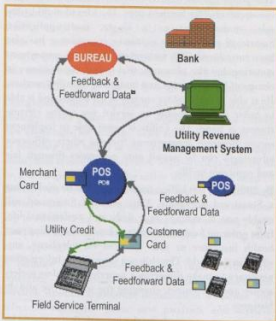 BUREAU
Bank
Feedback &
Feedforward Data
Utility Revenue
Management System
Merchant
Card
POS
POS
POS
Feedback &
Feedforward Data
Utility Credit
Customer
Card
Feedback &
Feedforward Data
Field Service Terminal